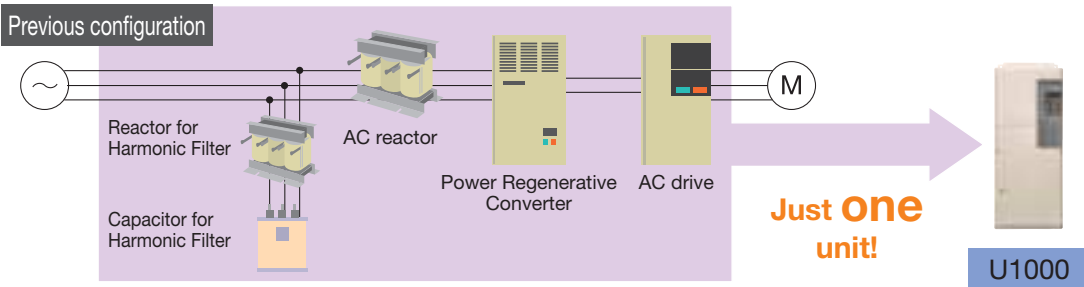 Previous configuration
∼
M
Reactor for
Harmonic Filter
AC reactor
Power Regenerative
Converter
AC drive
Capacitor for
Harmonic Filter
Just one
unit!
U1000